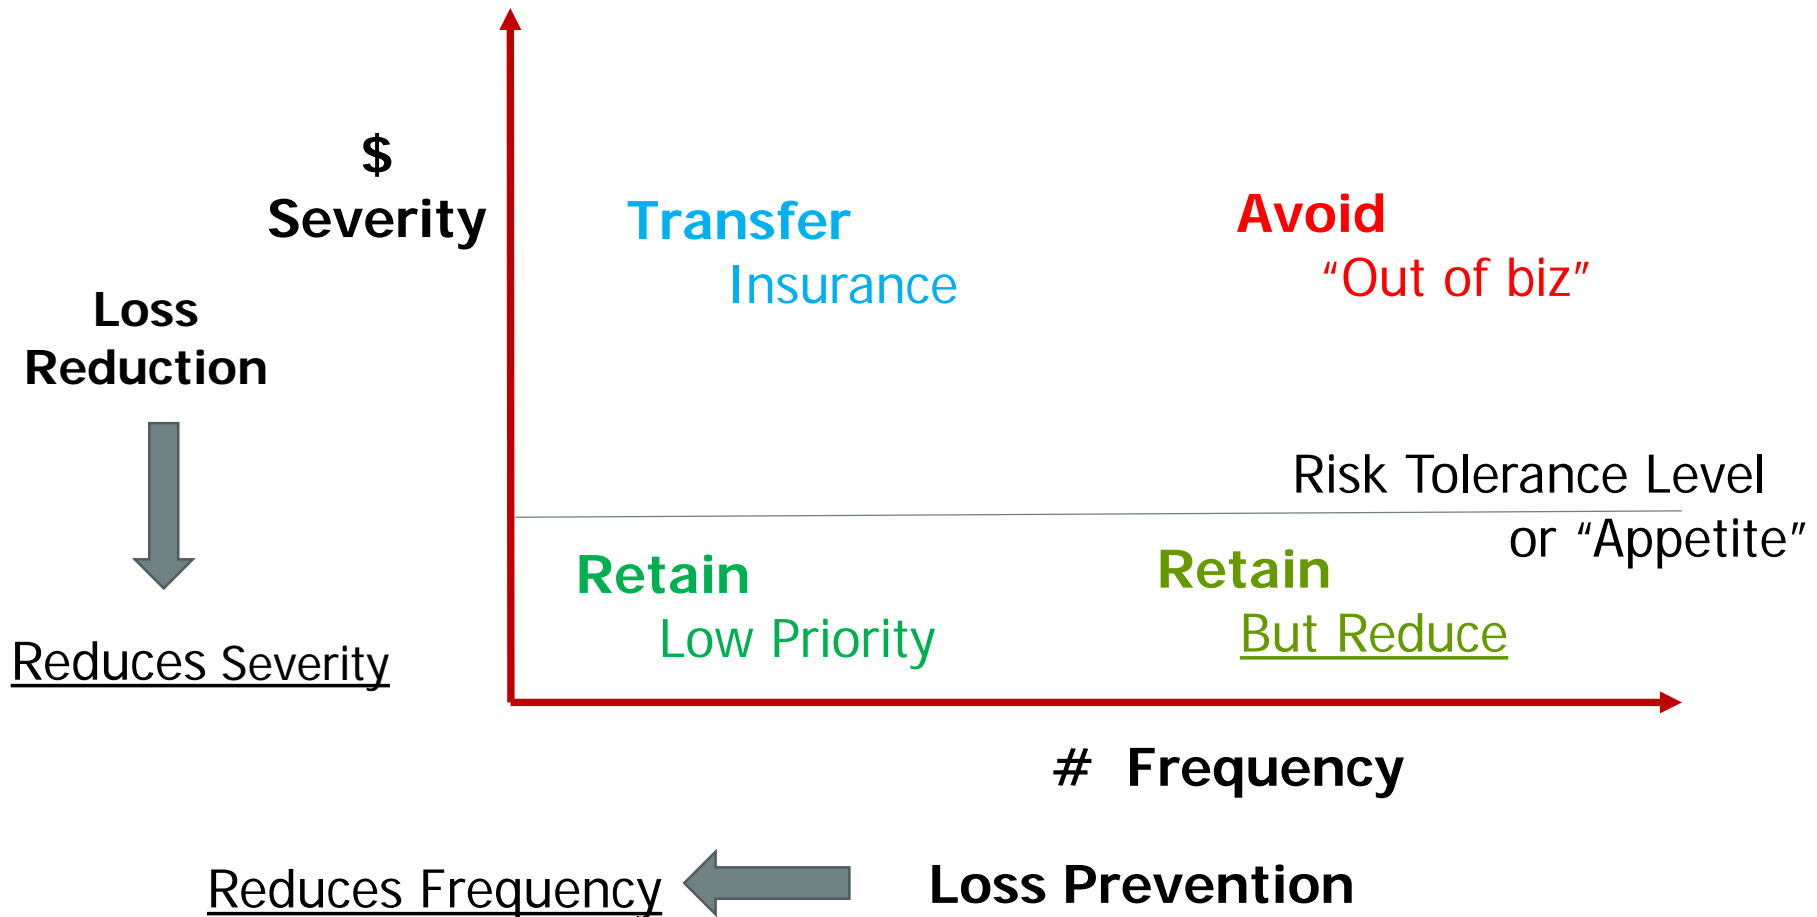 $
Severity
Transfer
Insurance
Avoid
“Out of biz”
Loss
Reduction
Risk Tolerance Level
or “Appetite”
Retain
Low Priority
Retain
But Reduce
Reduces Severity
# Frequency
Reduces Frequency
Loss Prevention